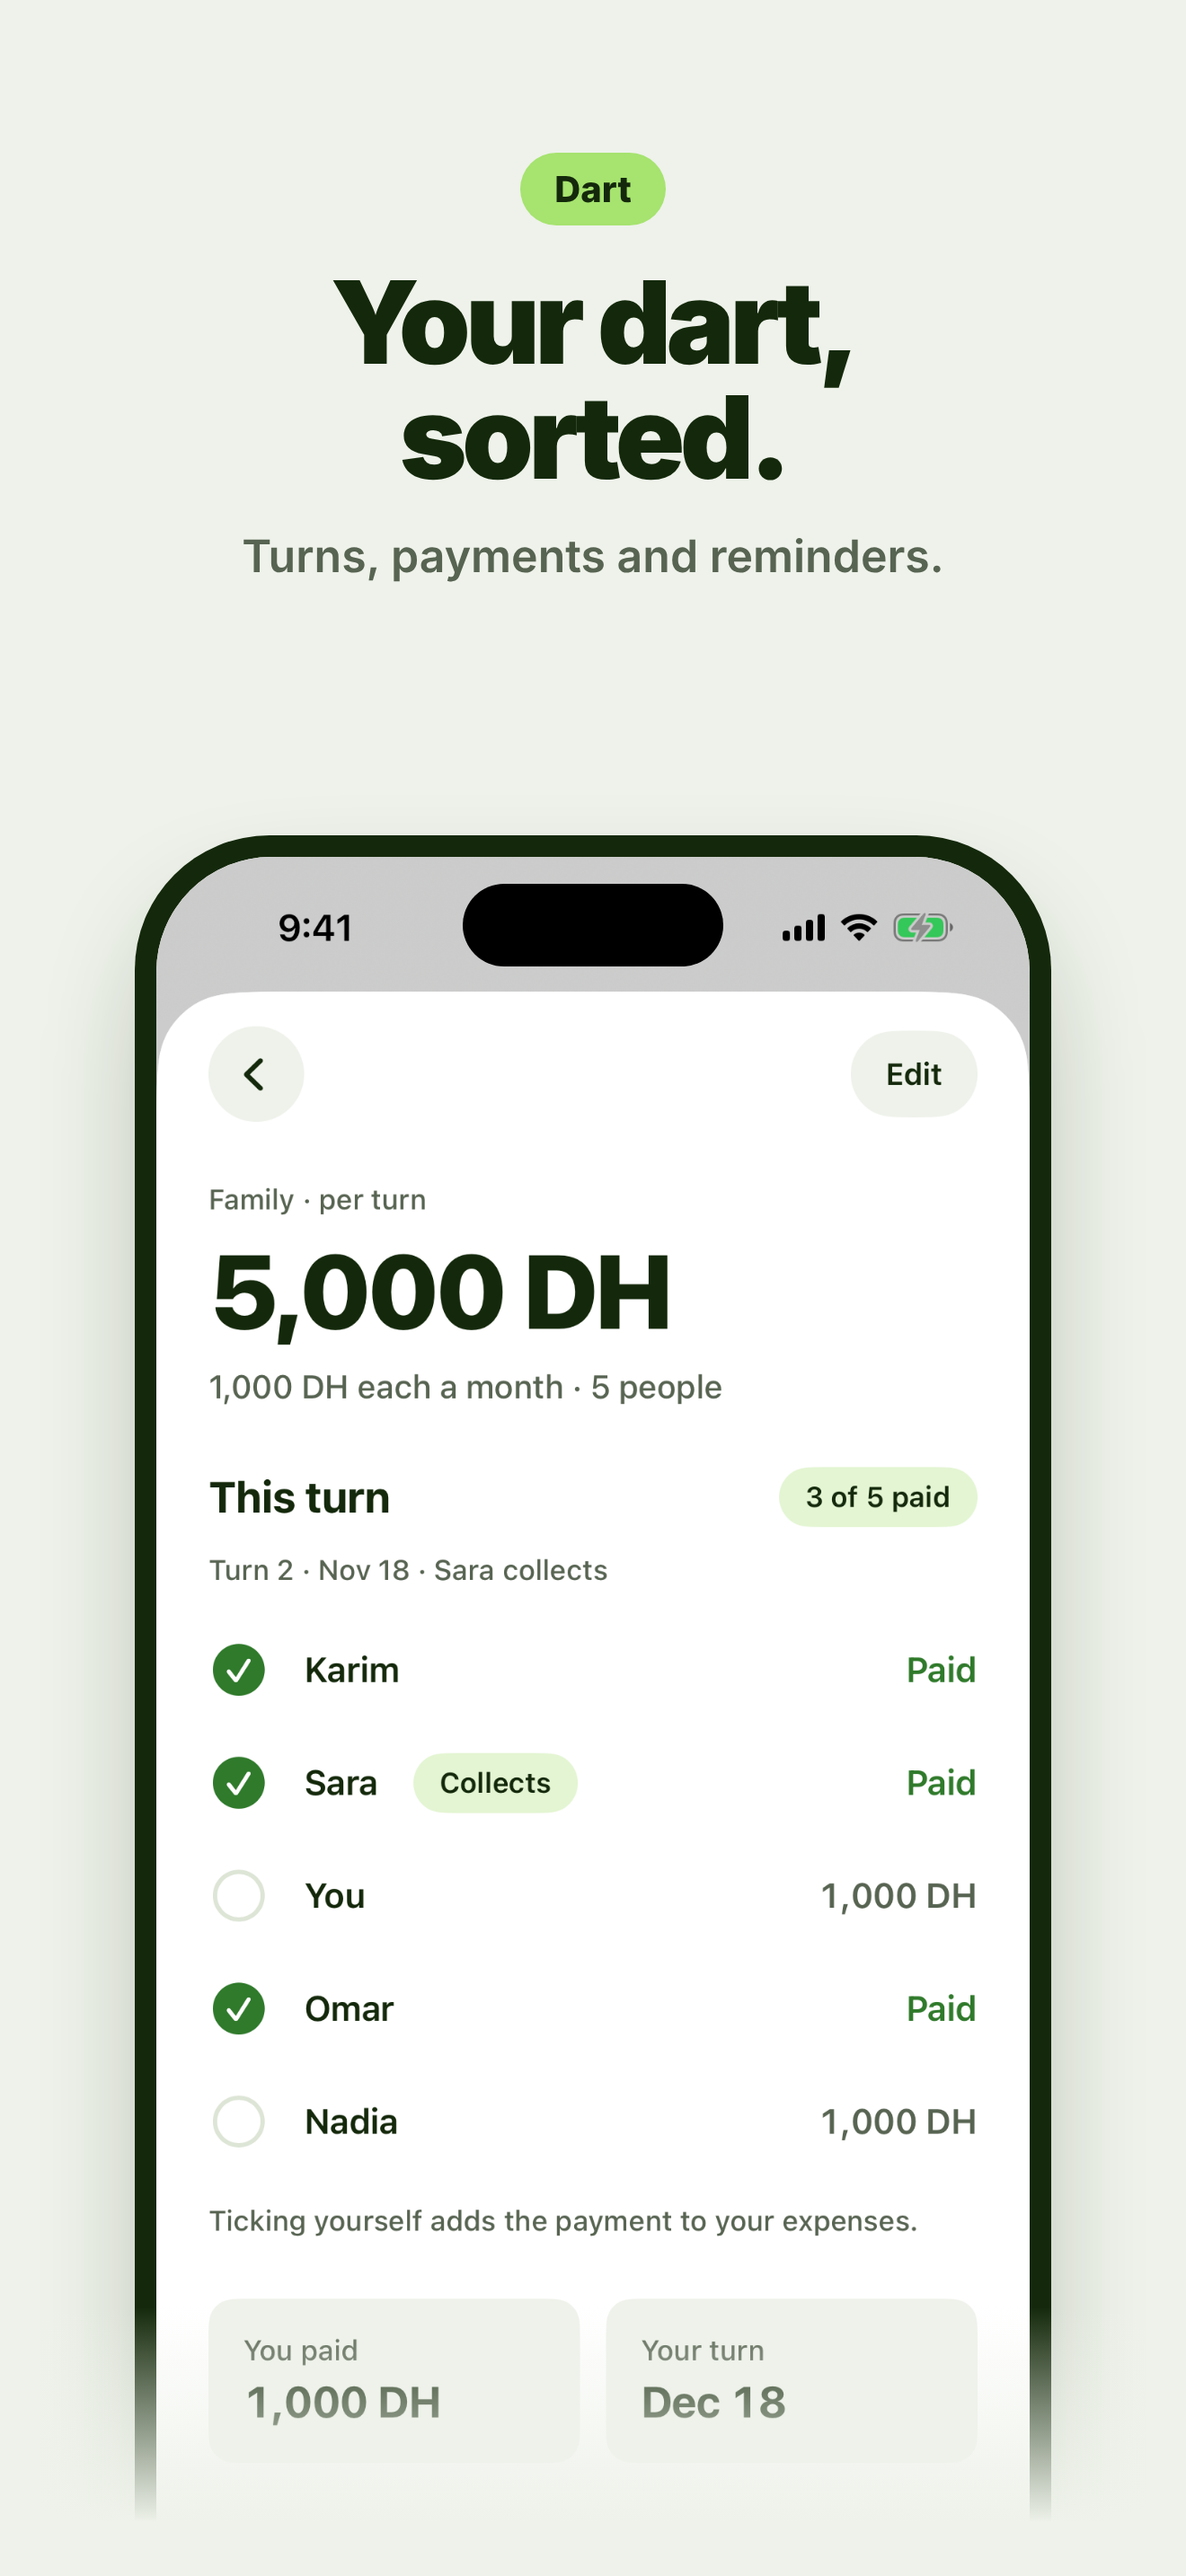 Dart
Your dart,
sorted.
Turns, payments and reminders.
9:41
Edit
Family · per turn
5,000 DH
1,000 DH each a month · 5 people
This turn
3 of 5 paid
Turn 2 · Nov 18 · Sara collects
Karim Paid
Sara Collects Paid
You 1,000 DH
Omar Paid
Nadia 1,000 DH
Ticking yourself adds the payment to your expenses.
You paid
1,000 DH
Your turn
Dec 18